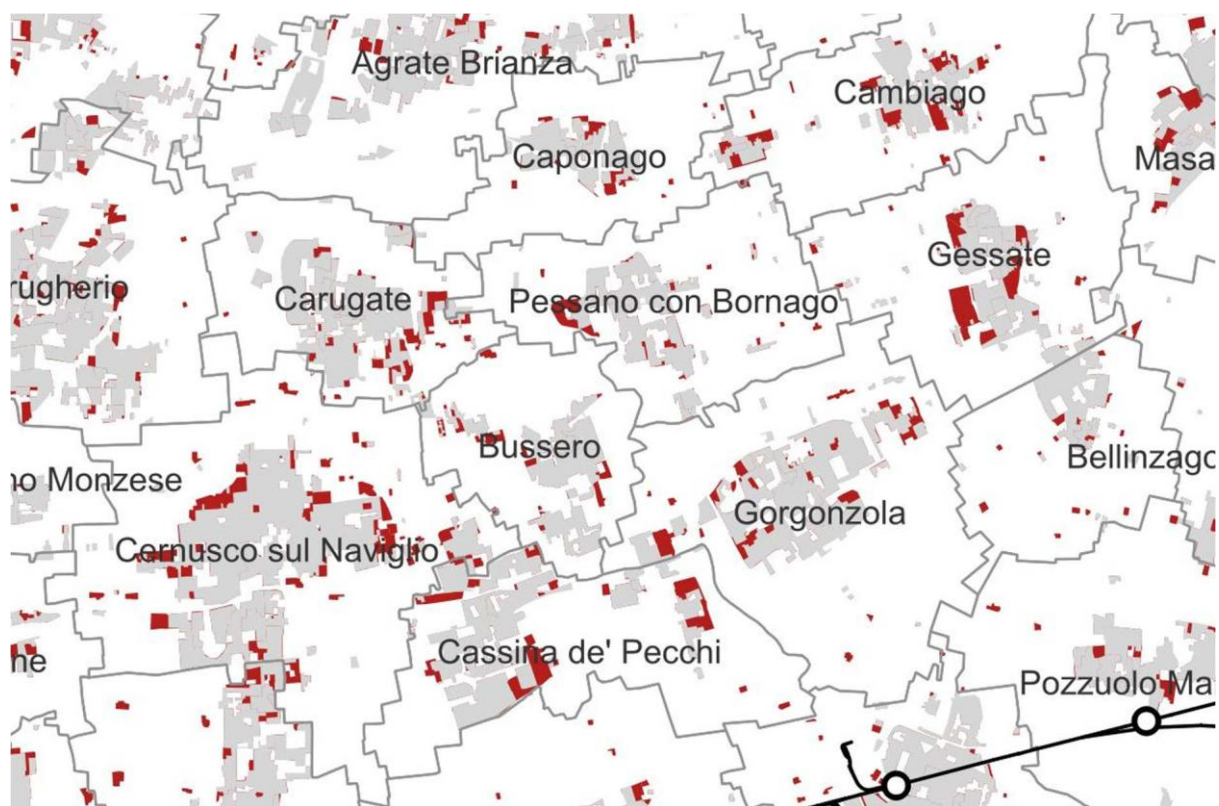 Agrate Brianza
Cambiago
Caponago
Masa
Gessate
rugherio
Carugate
Pessano con Bornago
Bussero
Bellinzago
no Monzese
Gorgonzola
Cernusco sul Naviglio
ne
Cassina de' Pecchi
Pozzuolo Ma